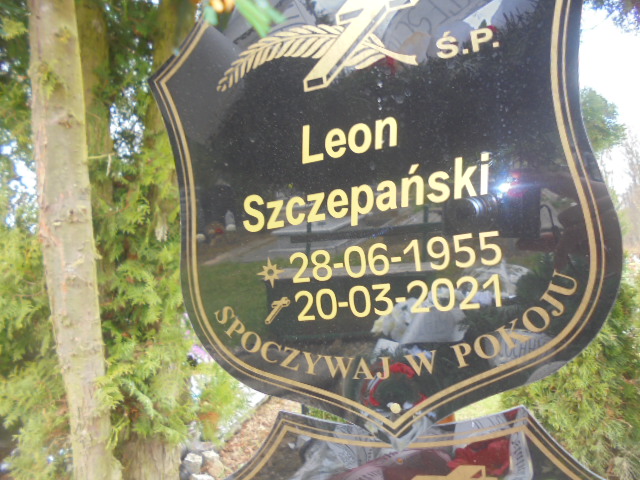 Ś.P.
Leon
Szczepański
28-06-1955
20-03-2021
SPOCZYWAJ W POKOJU